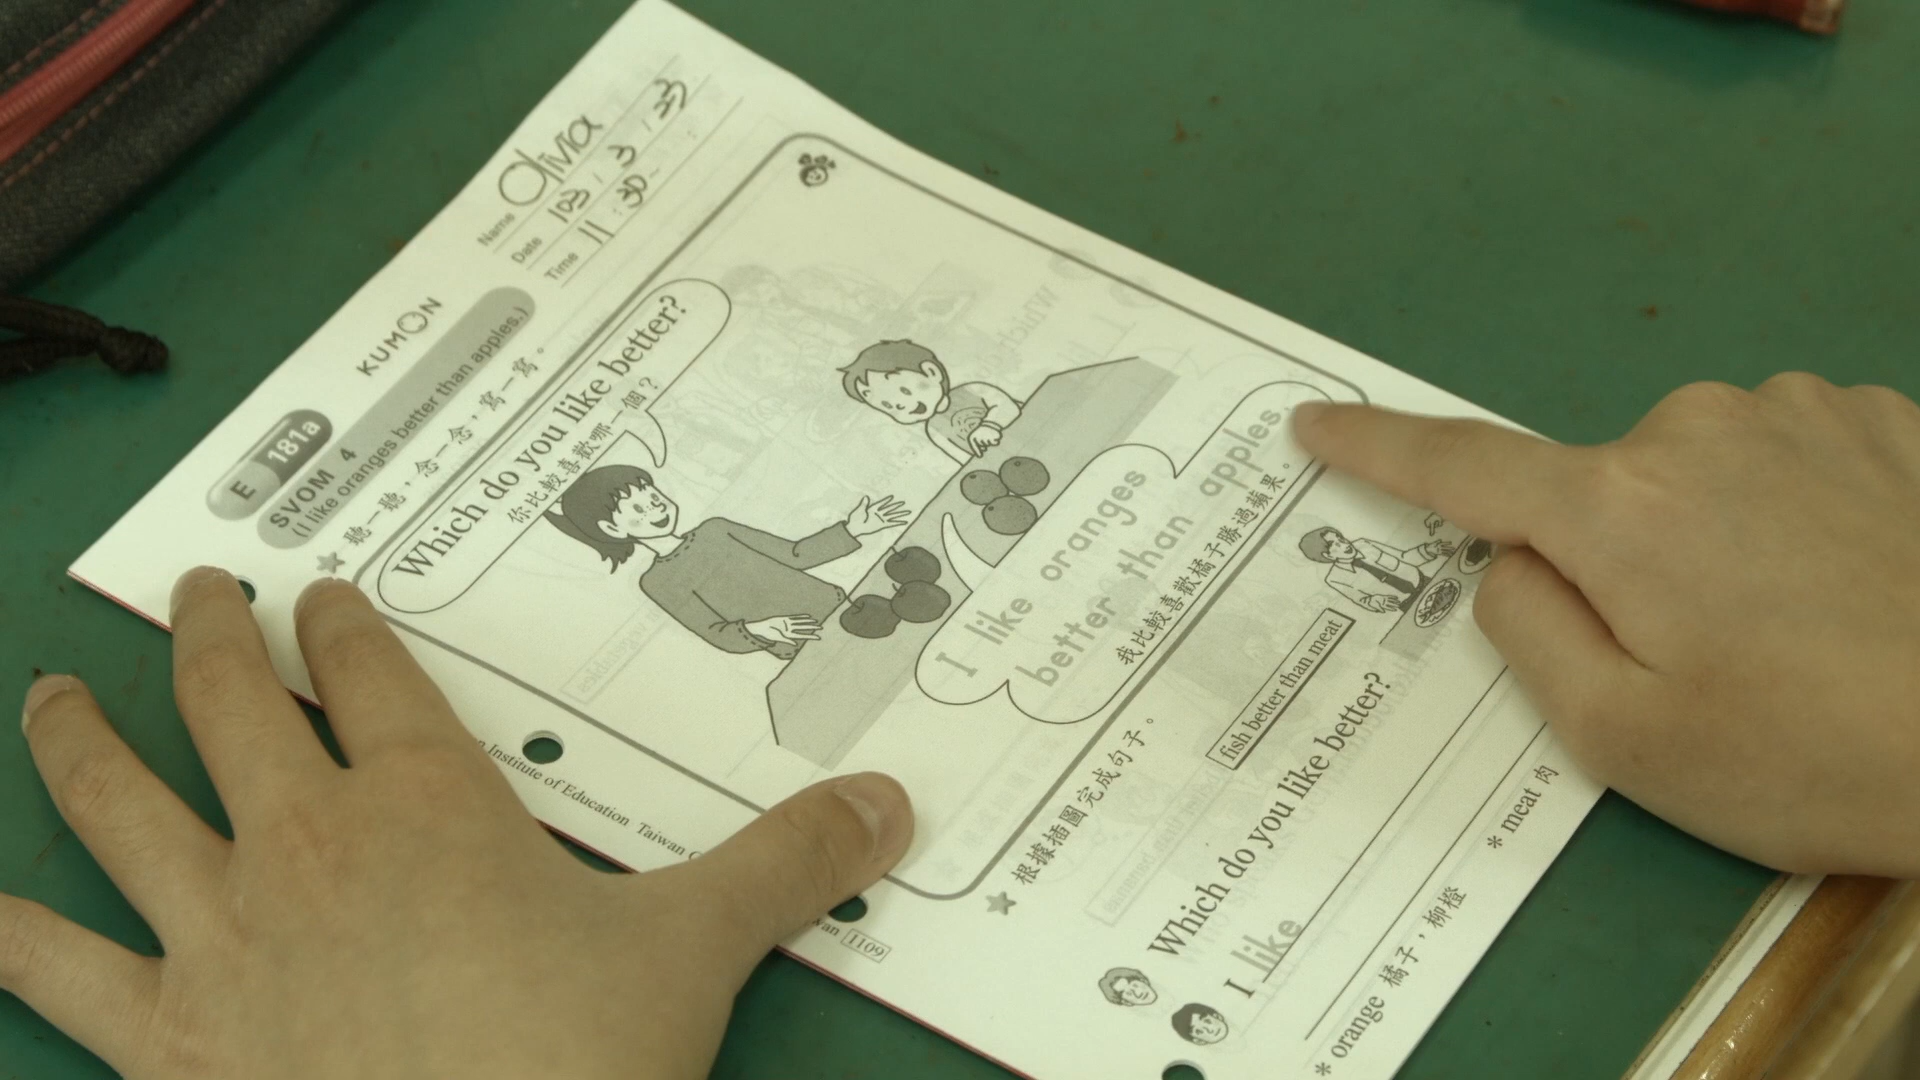 KUMON
Name Olivia
Date 103 / 3 / 23
Time 11 : 30
E 181a
SVOM 4
(I like oranges better than apples.)
★ 聽一聽，念一念，寫一寫。
Which do you like better?
你比較喜歡哪一個？
I like oranges
better than apples.
我比較喜歡橘子勝過蘋果。
★ 根據插圖完成句子。
fish better than meat
Which do you like better?
I like
* orange 橘子，柳橙 * meat 肉
Institute of Education Taiwan
1109